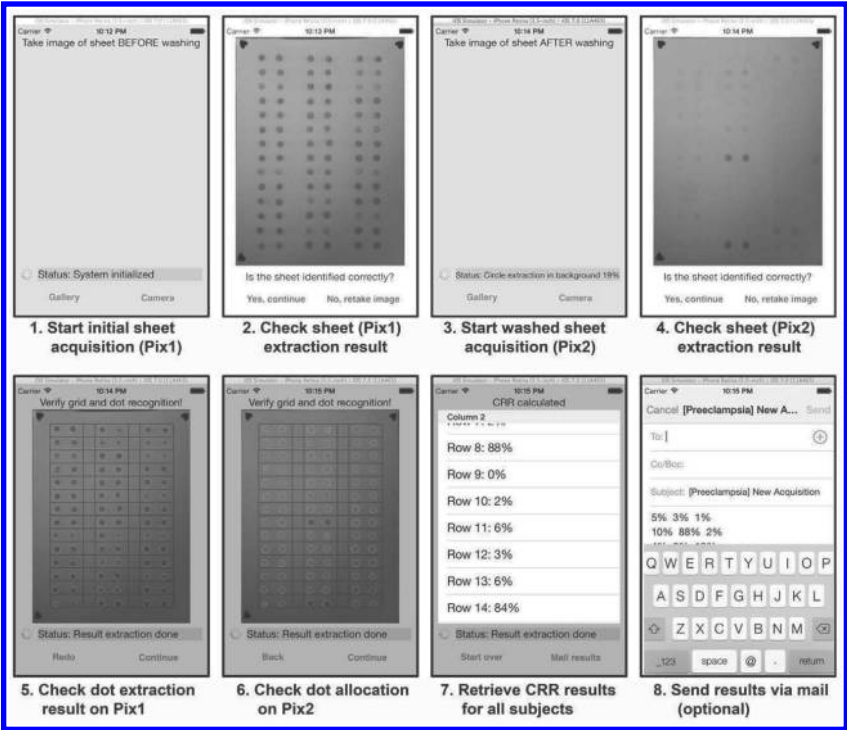 Carrier 10:12 PM
Take image of sheet BEFORE washing
Status: System initialized
Gallery Camera
1. Start initial sheet
acquisition (Pix1)
Carrier 10:13 PM
Is the sheet identified correctly?
Yes, continue No, retake image
2. Check sheet (Pix1)
extraction result
Carrier 10:14 PM
Take image of sheet AFTER washing
Status: Circle extraction in background 19%
Gallery Camera
3. Start washed sheet
acquisition (Pix2)
Carrier 10:14 PM
Is the sheet identified correctly?
Yes, continue No, retake image
4. Check sheet (Pix2)
extraction result
Carrier 10:14 PM
Verify grid and dot recognition!
Status: Result extraction done
Redo Continue
5. Check dot extraction
result on Pix1
Carrier 10:15 PM
Verify grid and dot recognition!
Status: Result extraction done
Back Continue
6. Check dot allocation
on Pix2
Carrier 10:15 PM
CRR calculated
Column 2
Row 8: 88%
Row 9: 0%
Row 10: 2%
Row 11: 6%
Row 12: 3%
Row 13: 6%
Row 14: 84%
Status: Result extraction done
Start over Mail results
7. Retrieve CRR results
for all subjects
Carrier 10:15 PM
Cancel [Preeclampsia] New A... Send
To:
Cc/Bcc:
Subject: [Preeclampsia] New Acquisition
5% 3% 1%
10% 88% 2%
Q W E R T Y U I O P
A S D F G H J K L
Z X C V B N M
_123 space @ . return
8. Send results via mail
(optional)